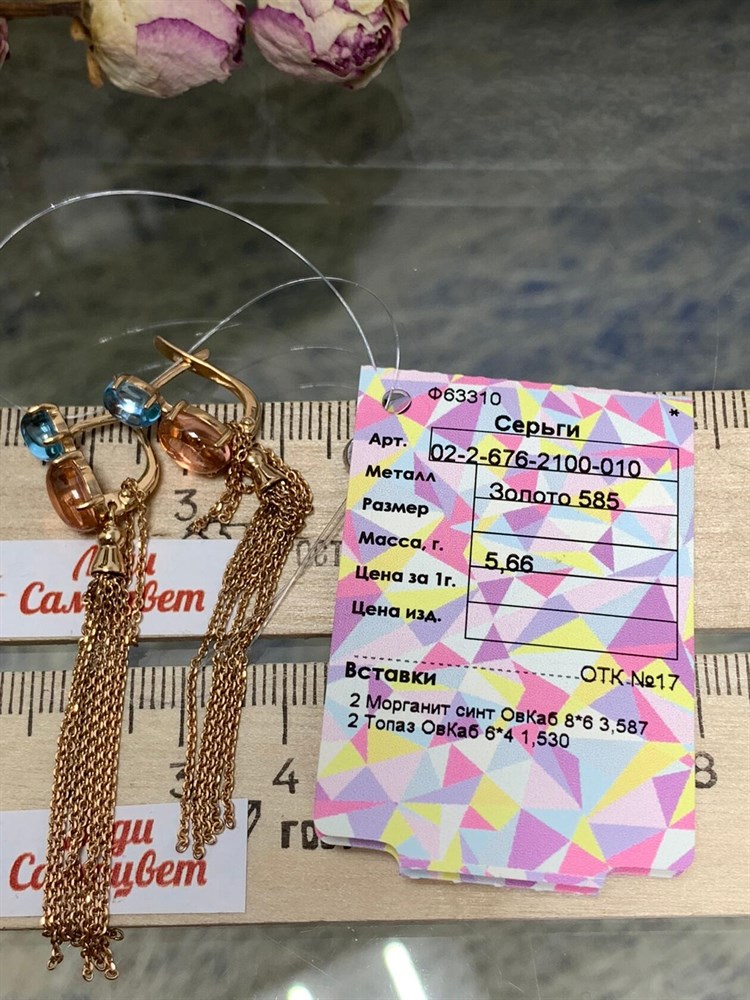 Ф63310
*
Серьги
Арт. 02-2-676-2100-010
Металл Золото 585
Размер
Масса, г. 5,66
Цена за 1г.
Цена изд.
Вставки ОТК №17
2 Морганит синт ОвКаб 8*6 3,587
2 Топаз ОвКаб 6*4 1,530
3
3 4 8